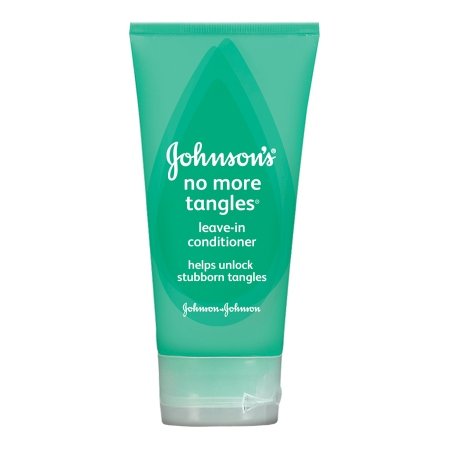 Johnson's®
no more
tangles®
leave-in
conditioner
helps unlock
stubborn tangles
Johnson & Johnson